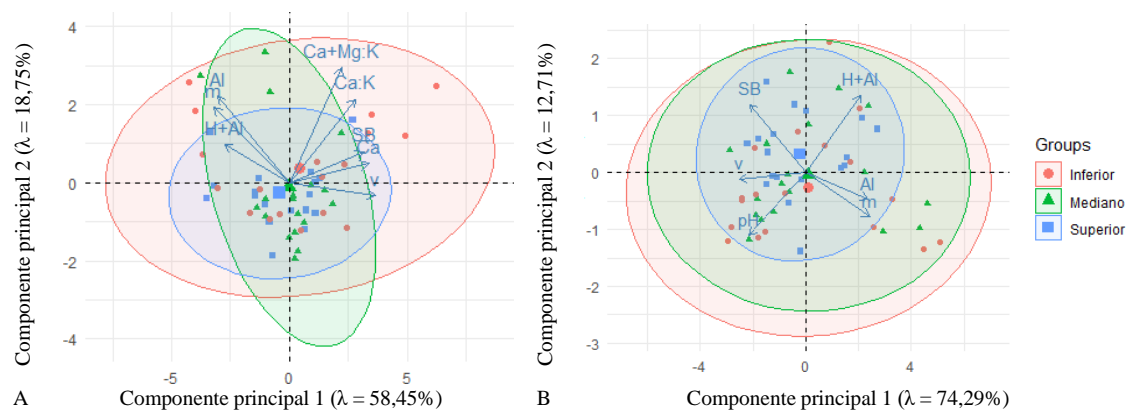 Componente principal 2 (λ = 18,75%)
4
2
0
-2
-4
-5
0
5
Ca+Mg:K
Ca:K
Al
m
H+Al
SB
Ca
v
A
Componente principal 1 (λ = 58,45%)
Componente principal 2 (λ = 12,71%)
2
1
0
-1
-2
-3
-4
0
4
SB
H+Al
v
Al
m
pH
B
Componente principal 1 (λ = 74,29%)
Groups
Inferior
Mediano
Superior